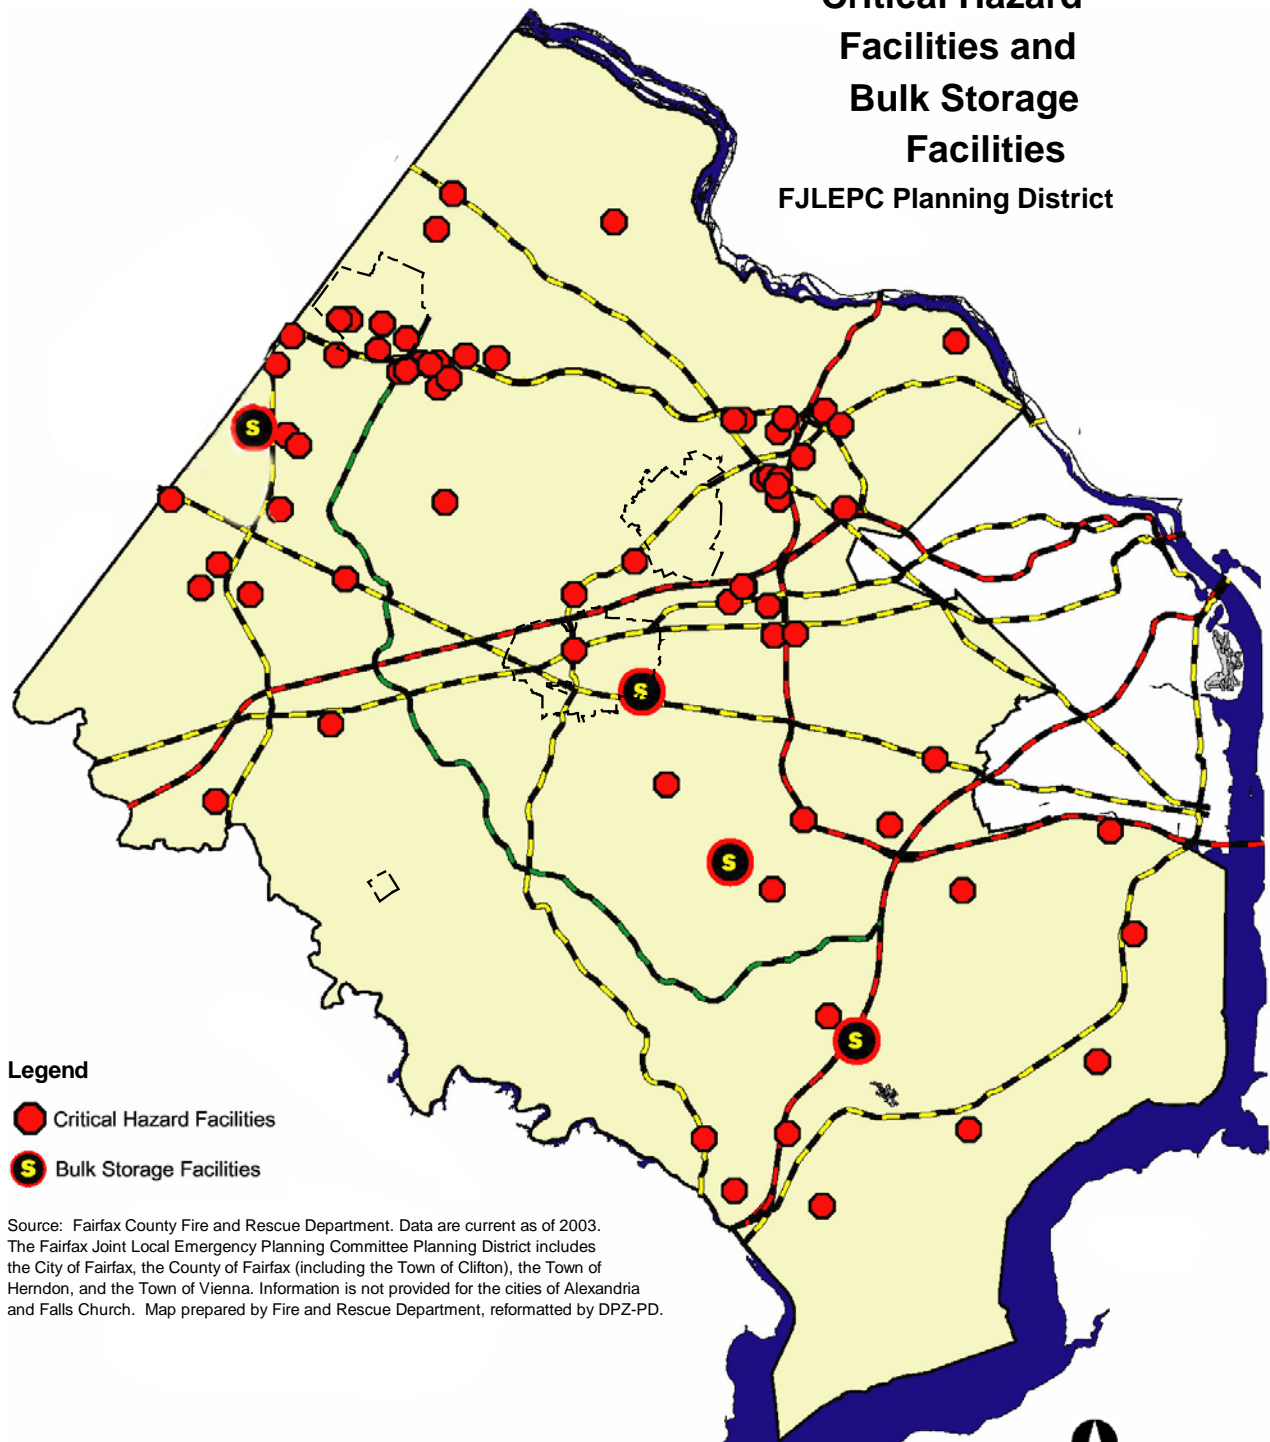 Critical Hazard
Facilities and
Bulk Storage
Facilities
FJLEPC Planning District
S
S
S
S
Legend
Critical Hazard Facilities
S Bulk Storage Facilities
Source: Fairfax County Fire and Rescue Department. Data are current as of 2003.
The Fairfax Joint Local Emergency Planning Committee Planning District includes
the City of Fairfax, the County of Fairfax (including the Town of Clifton), the Town of
Herndon, and the Town of Vienna. Information is not provided for the cities of Alexandria
and Falls Church. Map prepared by Fire and Rescue Department, reformatted by DPZ-PD.